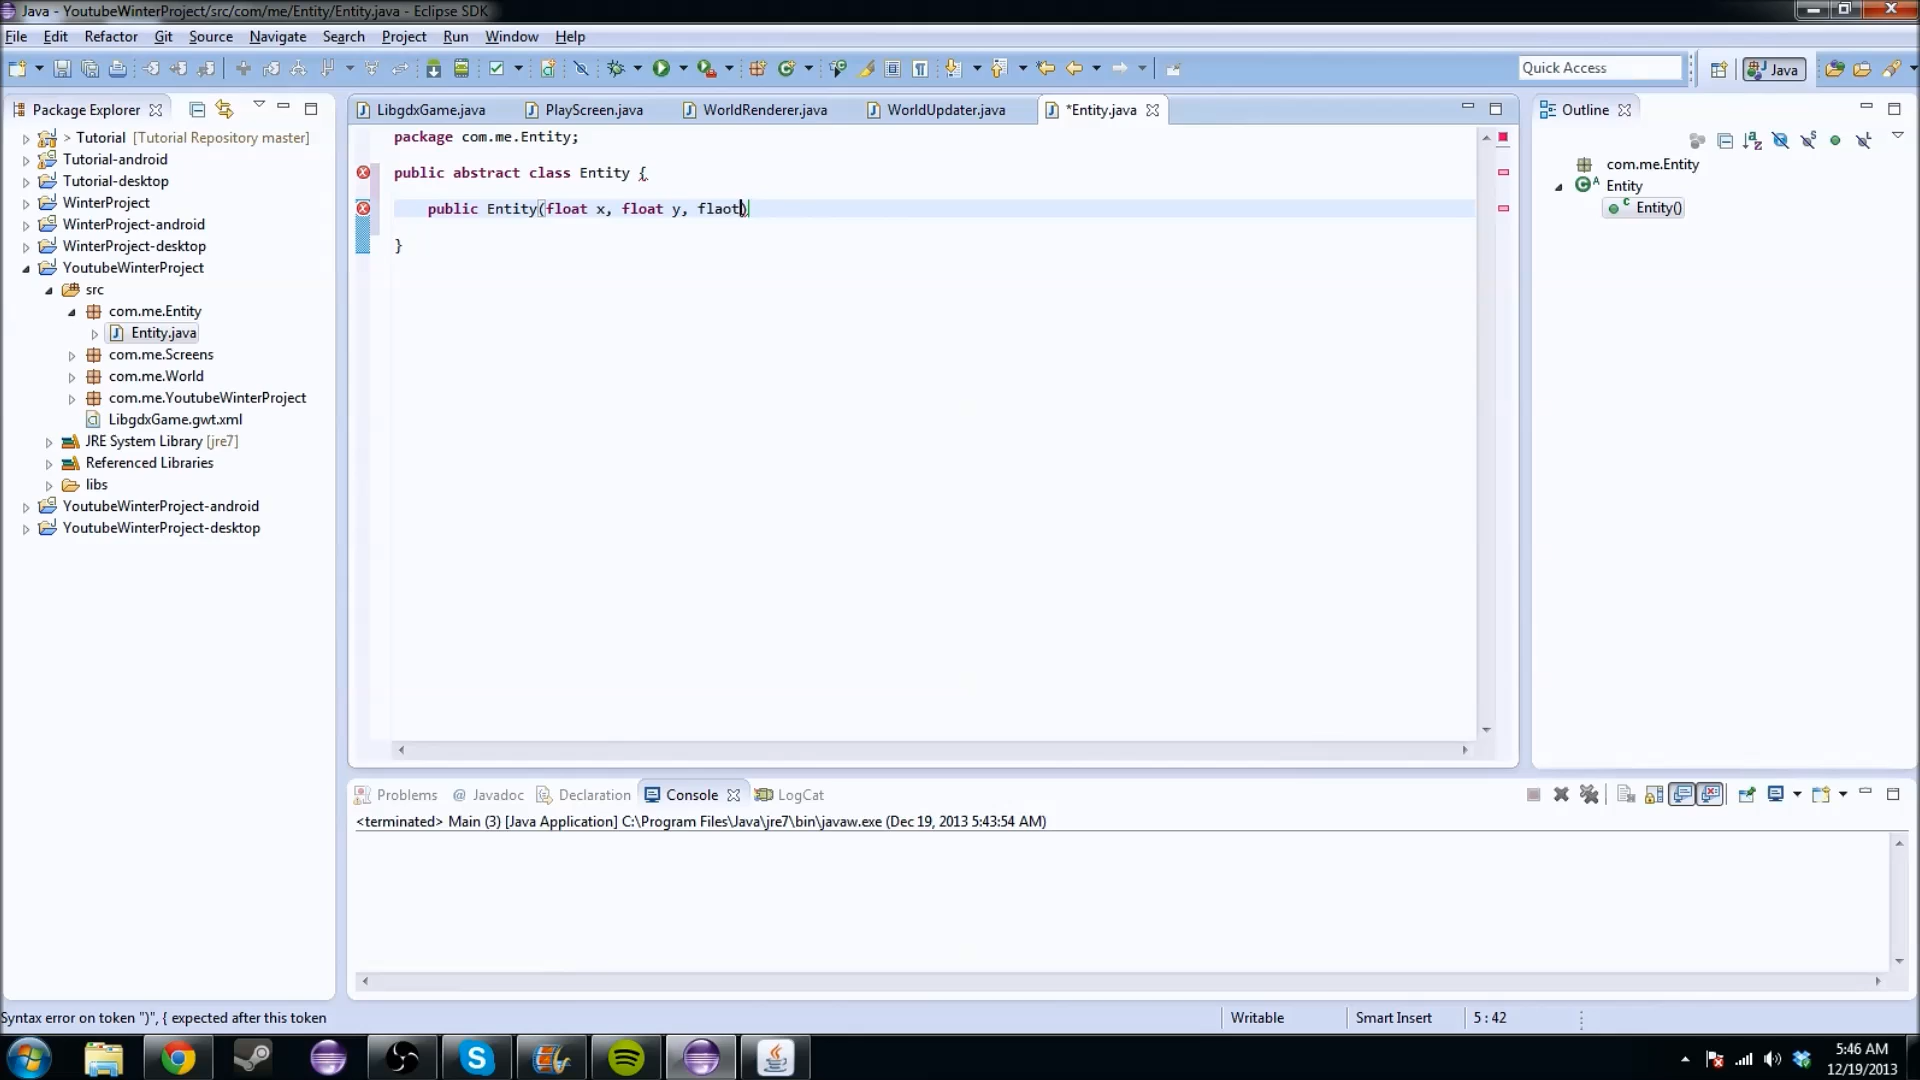 Java - YoutubeWinterProject/src/com/me/Entity/Entity.java - Eclipse SDK
File Edit Refactor Git Source Navigate Search Project Run Window Help
Quick Access
Java
Package Explorer
> Tutorial [Tutorial Repository master]
Tutorial-android
Tutorial-desktop
WinterProject
WinterProject-android
WinterProject-desktop
YoutubeWinterProject
src
com.me.Entity
Entity.java
com.me.Screens
com.me.World
com.me.YoutubeWinterProject
LibgdxGame.gwt.xml
JRE System Library [jre7]
Referenced Libraries
libs
YoutubeWinterProject-android
YoutubeWinterProject-desktop
LibgdxGame.java PlayScreen.java WorldRenderer.java WorldUpdater.java *Entity.java
package com.me.Entity;
public abstract class Entity {
public Entity(float x, float y, flaot)
}
Outline
com.me.Entity
Entity
Entity()
Problems @ Javadoc Declaration Console LogCat
<terminated> Main (3) [Java Application] C:\Program Files\Java\jre7\bin\javaw.exe (Dec 19, 2013 5:43:54 AM)
Syntax error on token ")", { expected after this token
Writable Smart Insert 5 : 42
5:46 AM
12/19/2013